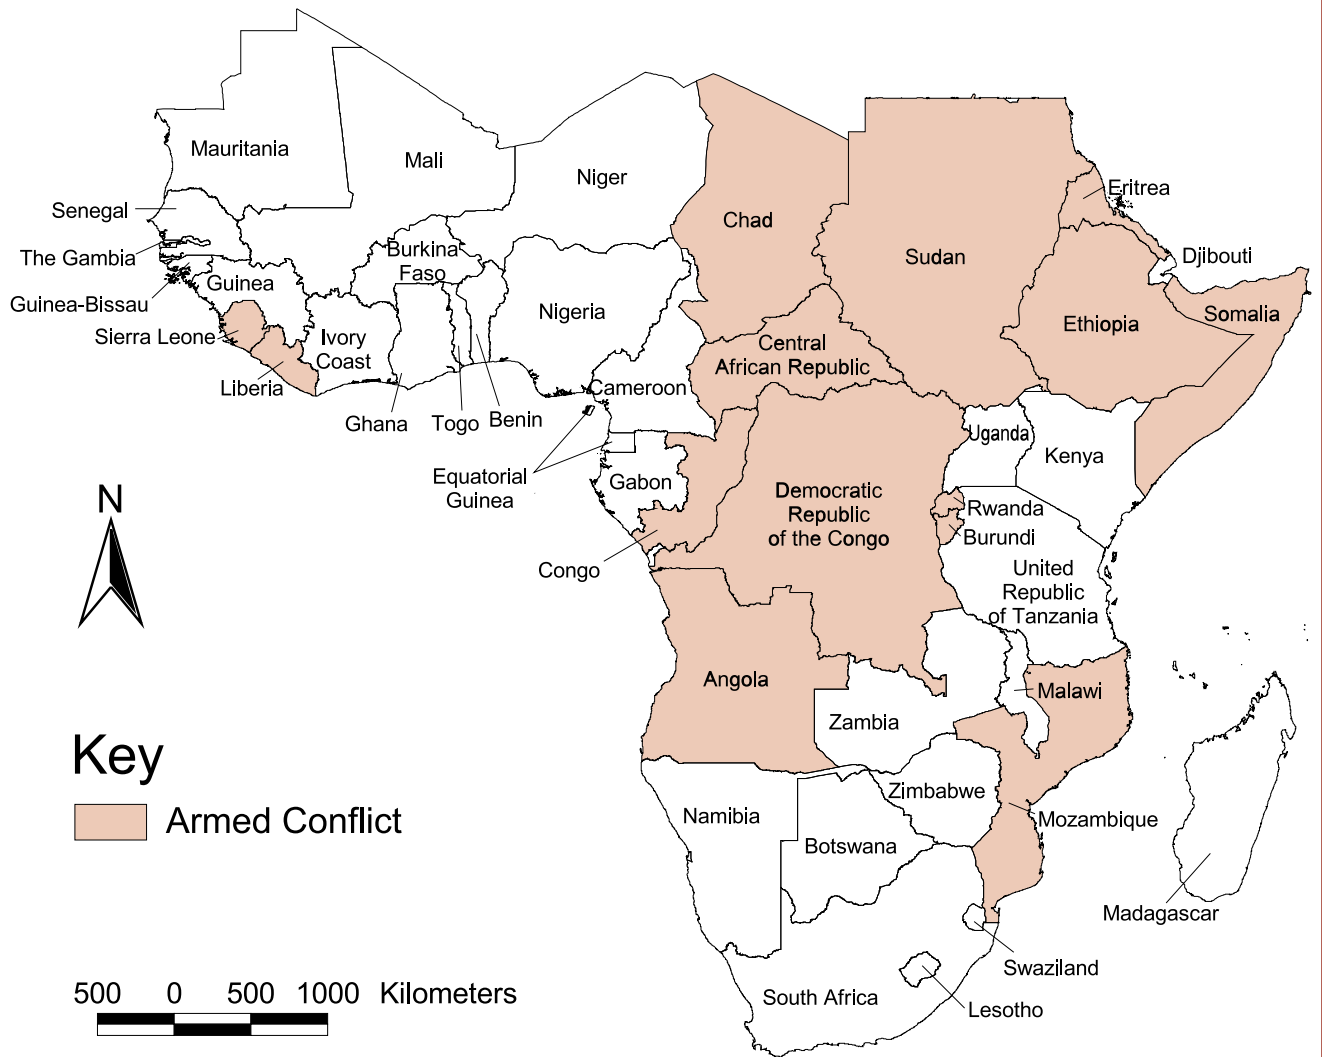 Mauritania
Mali
Niger
Chad
Sudan
Eritrea
Senegal
The Gambia
Guinea-Bissau
Guinea
Burkina
Faso
Djibouti
Sierra Leone
Ivory
Coast
Nigeria
Ethiopia
Somalia
Liberia
Ghana
Togo
Benin
Cameroon
Central
African Republic
Equatorial
Guinea
Gabon
Uganda
Kenya
Democratic
Republic
of the Congo
Rwanda
Burundi
Congo
United
Republic
of Tanzania
N
Angola
Malawi
Zambia
Key
Armed Conflict
Namibia
Zimbabwe
Botswana
Mozambique
Madagascar
Swaziland
South Africa
Lesotho
500 0 500 1000 Kilometers